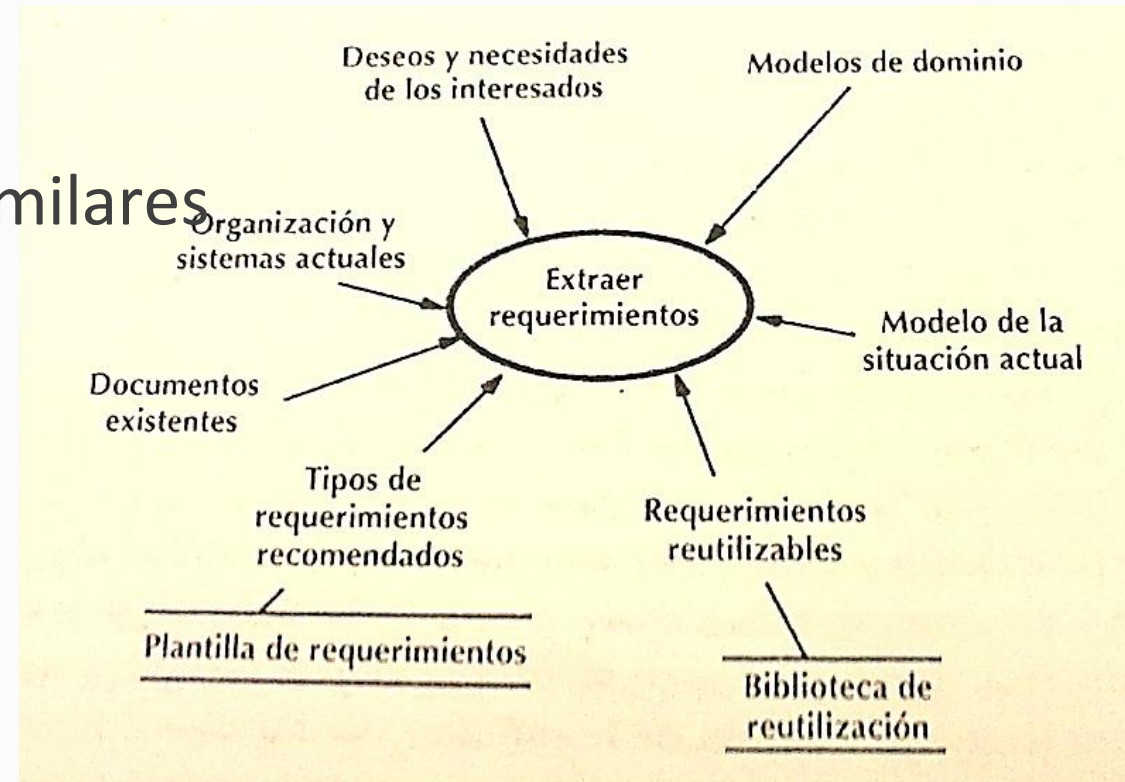 Deseos y necesidades
de los interesados
Modelos de dominio
milares
Organización y
sistemas actuales
Extraer
requerimientos
Modelo de la
situación actual
Documentos
existentes
Tipos de
requerimientos
recomendados
Requerimientos
reutilizables
Plantilla de requerimientos
Biblioteca de
reutilización